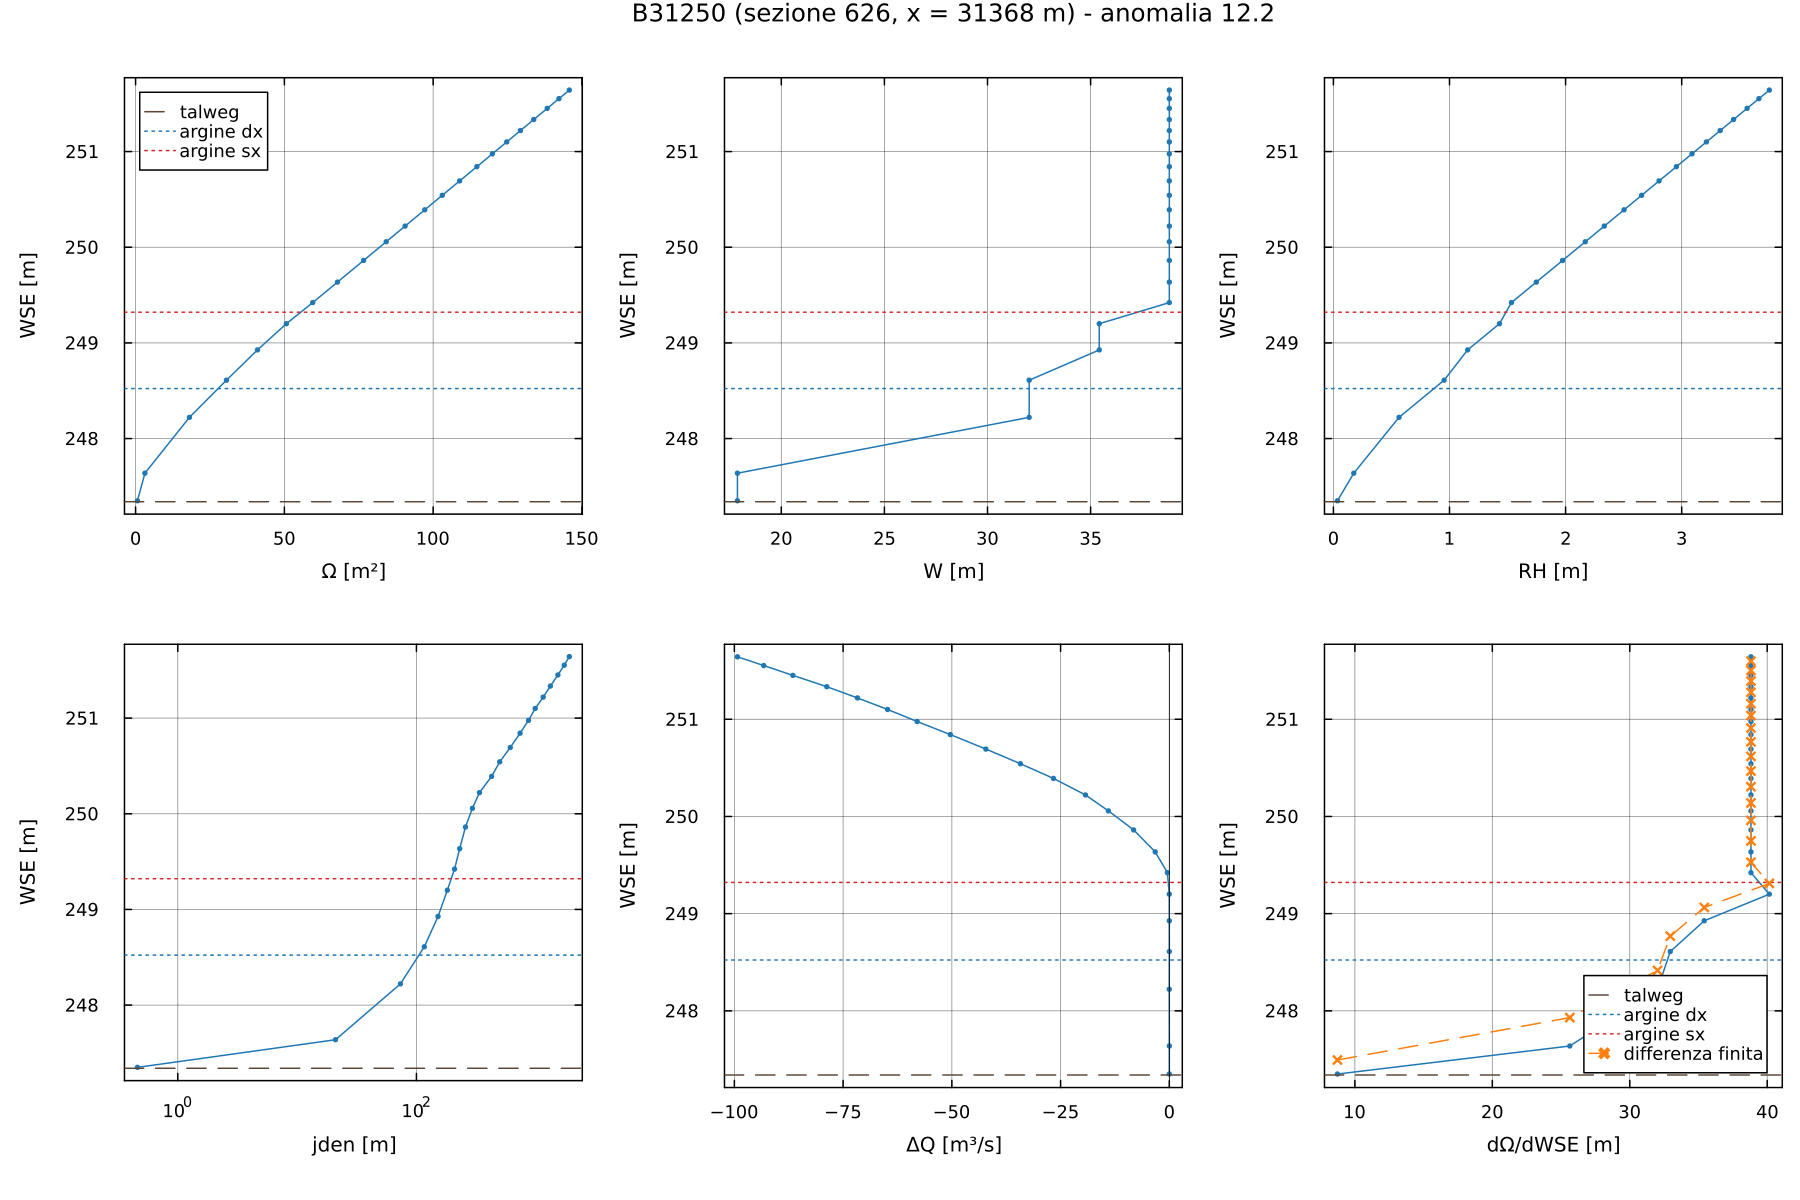 B31250 (sezione 626, x = 31368 m) - anomalia 12.2
WSE [m]
251
250
249
248
talweg
argine dx
argine sx
0
50
100
150
Ω [m²]
WSE [m]
251
250
249
248
20
25
30
35
W [m]
WSE [m]
251
250
249
248
0
1
2
3
RH [m]
WSE [m]
251
250
249
248
10⁰
10²
jden [m]
WSE [m]
251
250
249
248
−100
−75
−50
−25
0
ΔQ [m³/s]
WSE [m]
251
250
249
248
talweg
argine dx
argine sx
differenza finita
10
20
30
40
dΩ/dWSE [m]